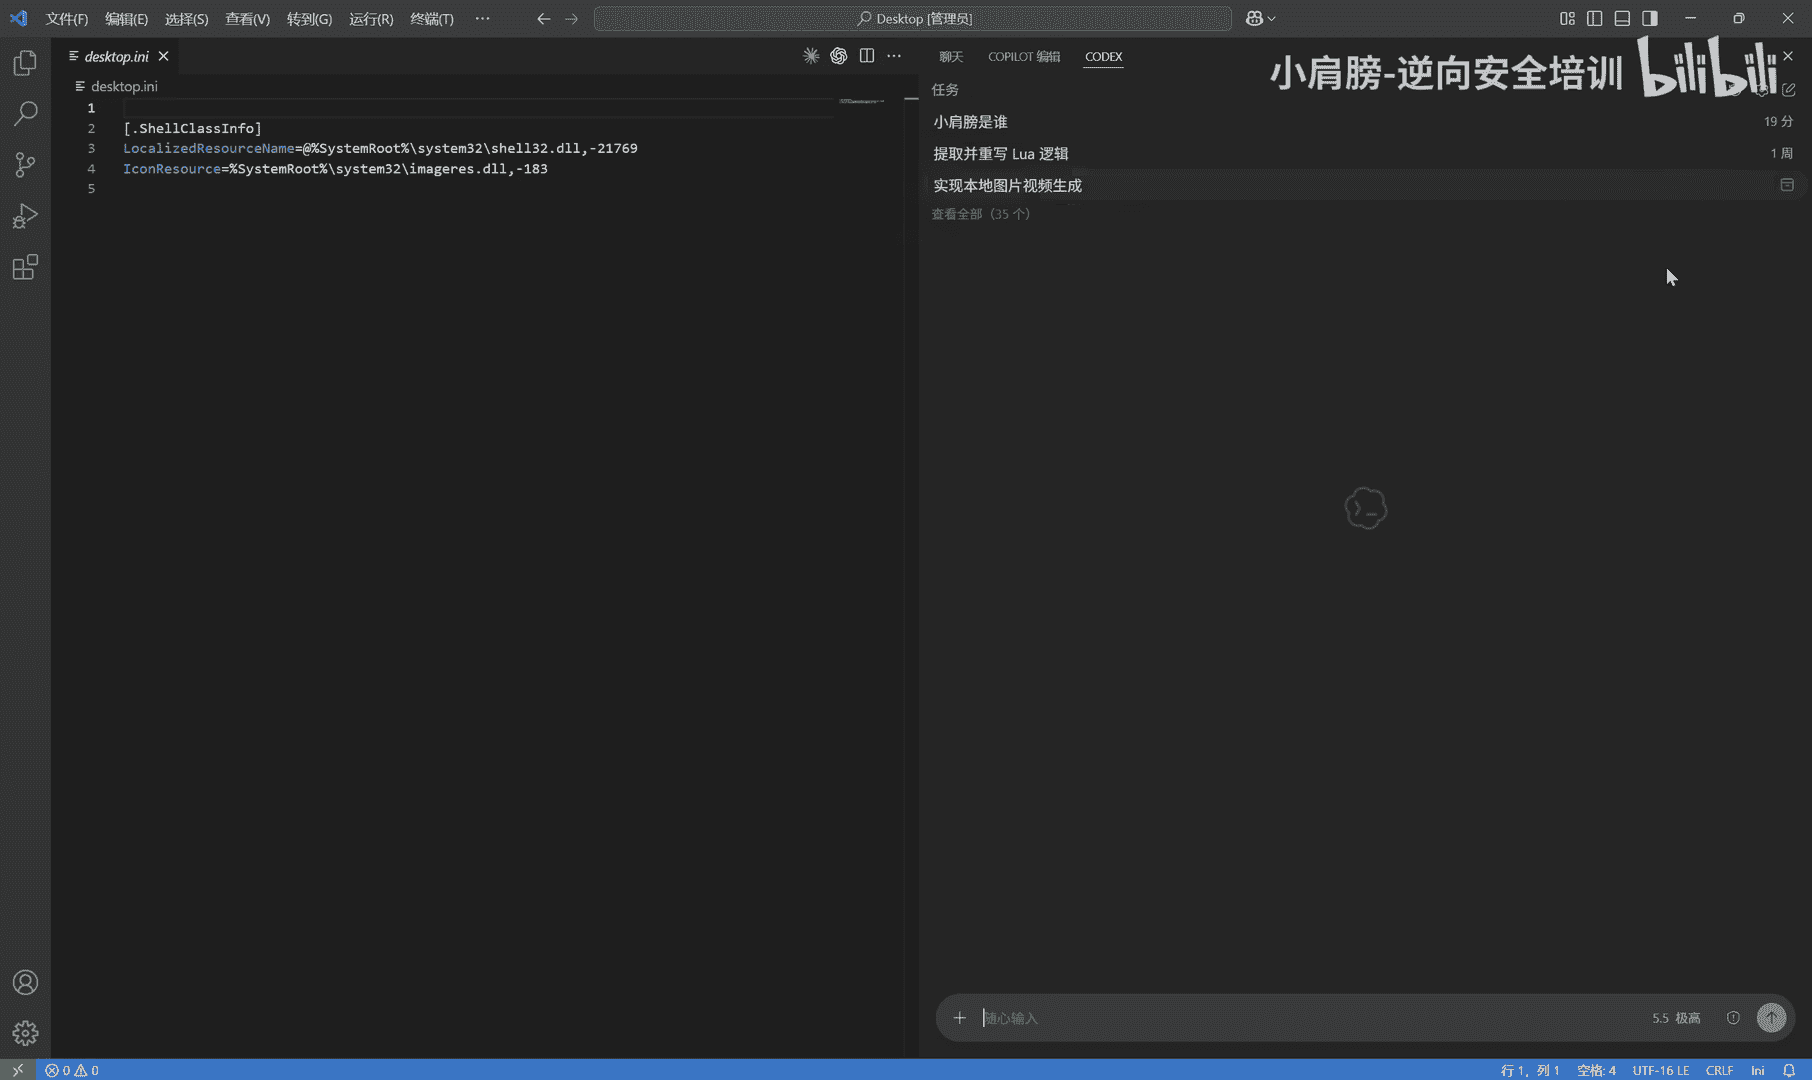 文件(F) 编辑(E) 选择(S) 查看(V) 转到(G) 运行(R) 终端(T) ··· Desktop [管理员]
desktop.ini
聊天 COPILOT 编辑 CODEX
小肩膀-逆向安全培训 bilibili
desktop.ini
任务
1
小肩膀是谁 19 分
2 [.ShellClassInfo]
3 LocalizedResourceName=@%SystemRoot%\system32\shell32.dll,-21769
提取并重写 Lua 逻辑 1 周
4 IconResource=%SystemRoot%\system32\imageres.dll,-183
5
实现本地图片视频生成
查看全部（35 个）
随心输入 5.5 极高
0 0 行 1，列 1 空格: 4 UTF-16 LE CRLF Ini